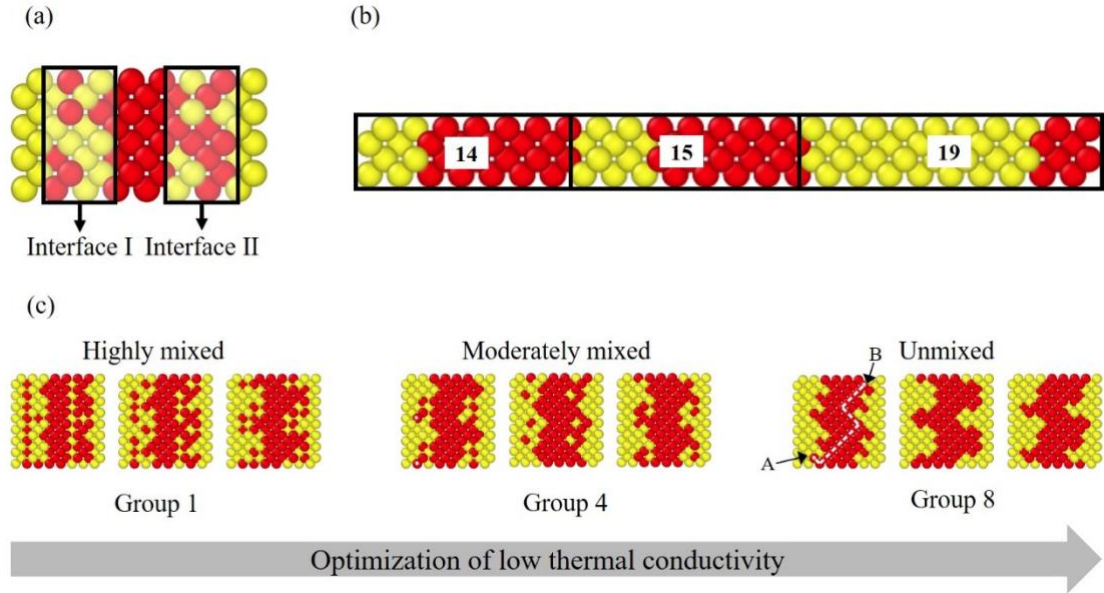 (a)
(b)
14
15
19
Interface I Interface II
(c)
Highly mixed
Moderately mixed
B
Unmixed
A
Group 1
Group 4
Group 8
Optimization of low thermal conductivity